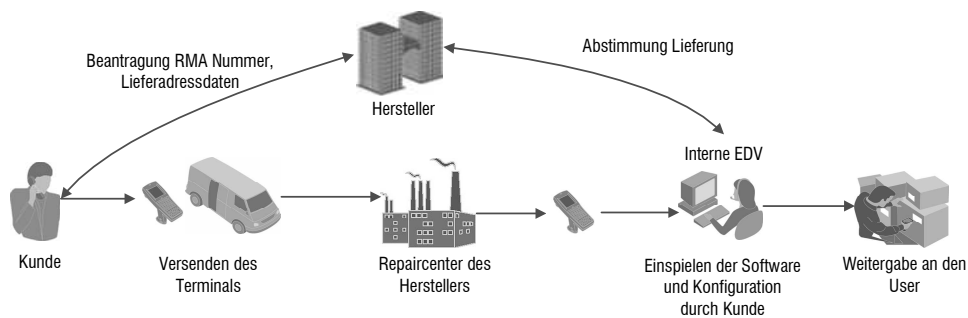 Beantragung RMA Nummer,
Lieferadressdaten
Abstimmung Lieferung
Hersteller
Interne EDV
Kunde
Versenden des
Terminals
Repaircenter des
Herstellers
Einspielen der Software
und Konfiguration
durch Kunde
Weitergabe an den
User